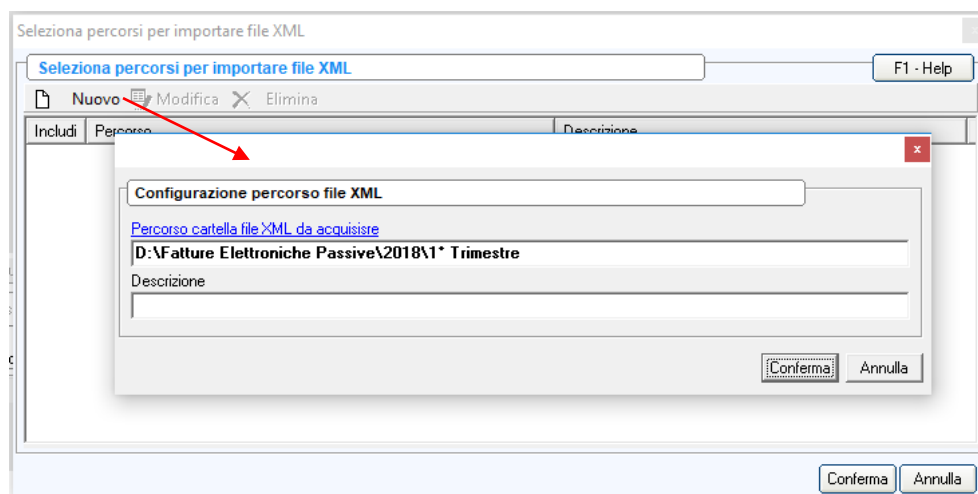 Seleziona percorsi per importare file XML
Seleziona percorsi per importare file XML
F1 - Help
Nuovo Modifica Elimina
Includi Percorso Descrizione
x
Configurazione percorso file XML
Percorso cartella file XML da acquisisre
D:\Fatture Elettroniche Passive\2018\1* Trimestre
Descrizione
Conferma Annulla
Conferma Annulla